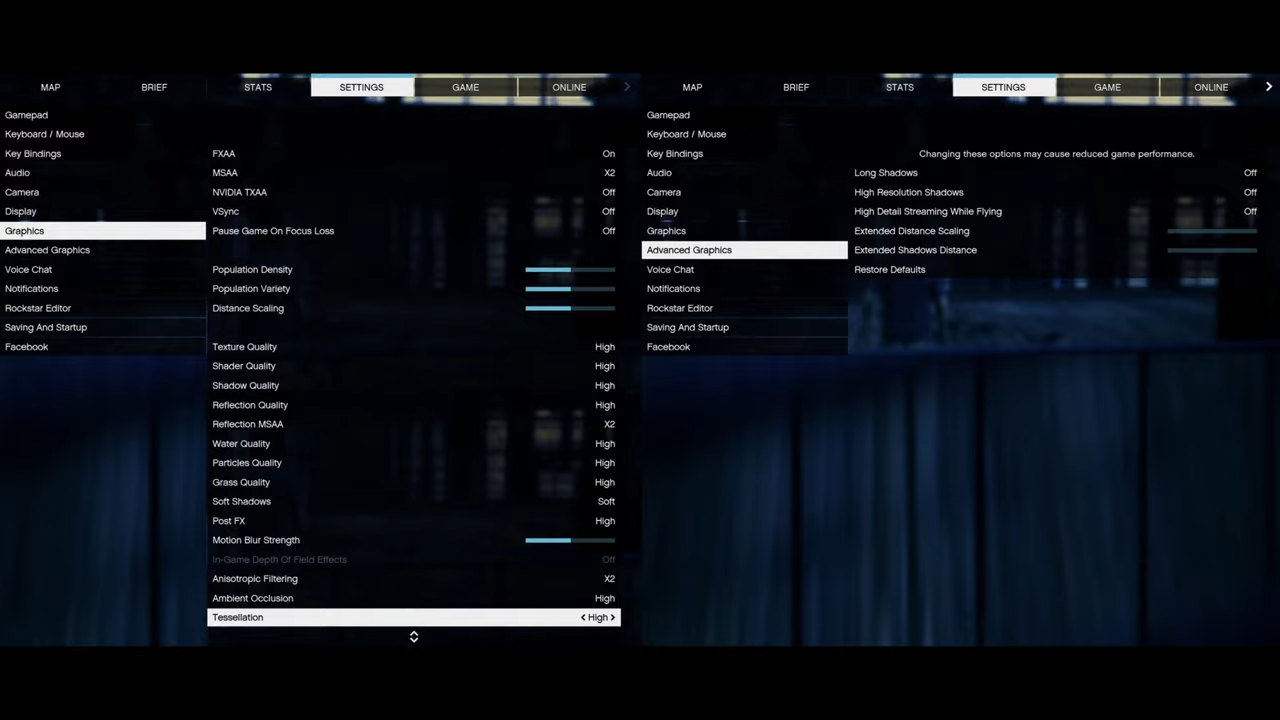 MAP BRIEF STATS SETTINGS GAME ONLINE
Gamepad
Keyboard / Mouse
Key Bindings
Audio
Camera
Display
Graphics
Advanced Graphics
Voice Chat
Notifications
Rockstar Editor
Saving And Startup
Facebook
FXAA On
MSAA X2
NVIDIA TXAA Off
VSync Off
Pause Game On Focus Loss Off
Population Density
Population Variety
Distance Scaling
Texture Quality High
Shader Quality High
Shadow Quality High
Reflection Quality High
Reflection MSAA X2
Water Quality High
Particles Quality High
Grass Quality High
Soft Shadows Soft
Post FX High
Motion Blur Strength
In-Game Depth Of Field Effects Off
Anisotropic Filtering X2
Ambient Occlusion High
Tessellation < High >
MAP BRIEF STATS SETTINGS GAME ONLINE
Gamepad
Keyboard / Mouse
Key Bindings
Audio
Camera
Display
Graphics
Advanced Graphics
Voice Chat
Notifications
Rockstar Editor
Saving And Startup
Facebook
Changing these options may cause reduced game performance.
Long Shadows Off
High Resolution Shadows Off
High Detail Streaming While Flying Off
Extended Distance Scaling
Extended Shadows Distance
Restore Defaults